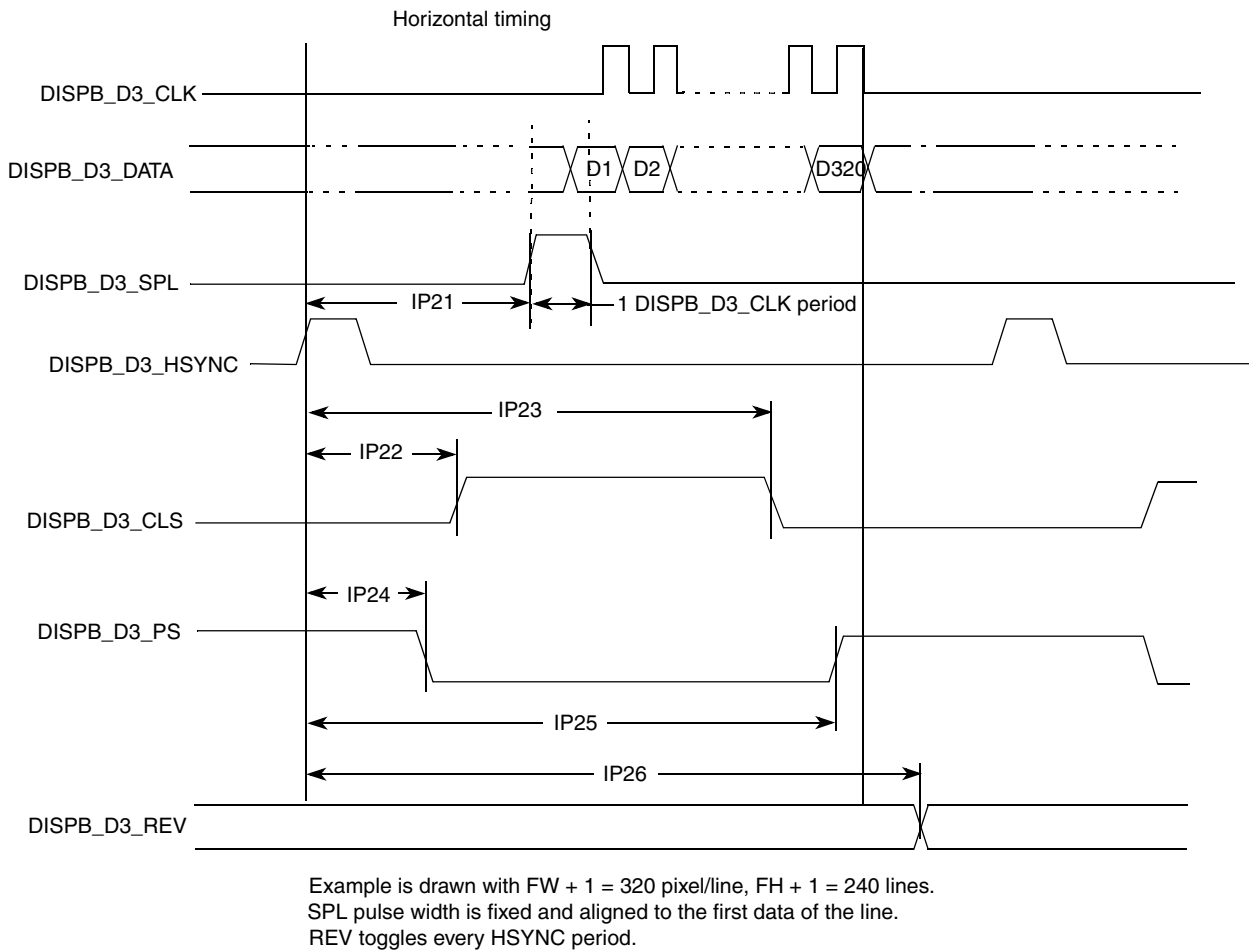 Horizontal timing
DISPB_D3_CLK
DISPB_D3_DATA
D1
D2
D320
DISPB_D3_SPL
IP21
1 DISPB_D3_CLK period
DISPB_D3_HSYNC
IP23
IP22
DISPB_D3_CLS
IP24
DISPB_D3_PS
IP25
IP26
DISPB_D3_REV
Example is drawn with FW + 1 = 320 pixel/line, FH + 1 = 240 lines.
SPL pulse width is fixed and aligned to the first data of the line.
REV toggles every HSYNC period.